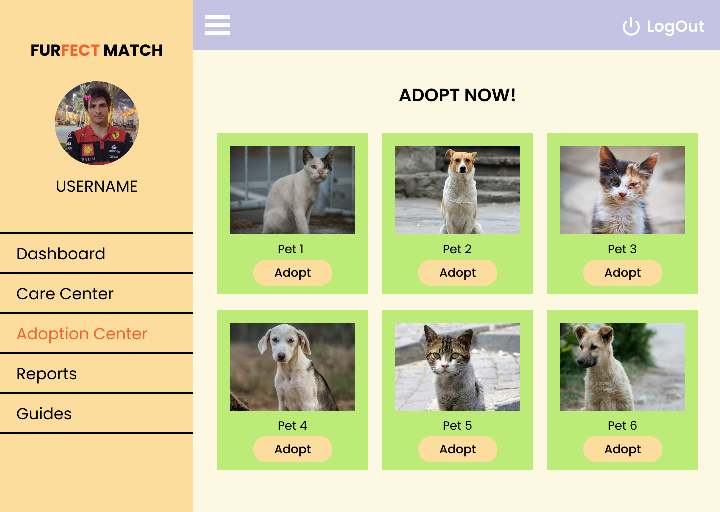 FURFECT MATCH
USERNAME
Dashboard
Care Center
Adoption Center
Reports
Guides
LogOut
ADOPT NOW!
Pet 1
Adopt
Pet 2
Adopt
Pet 3
Adopt
Pet 4
Adopt
Pet 5
Adopt
Pet 6
Adopt